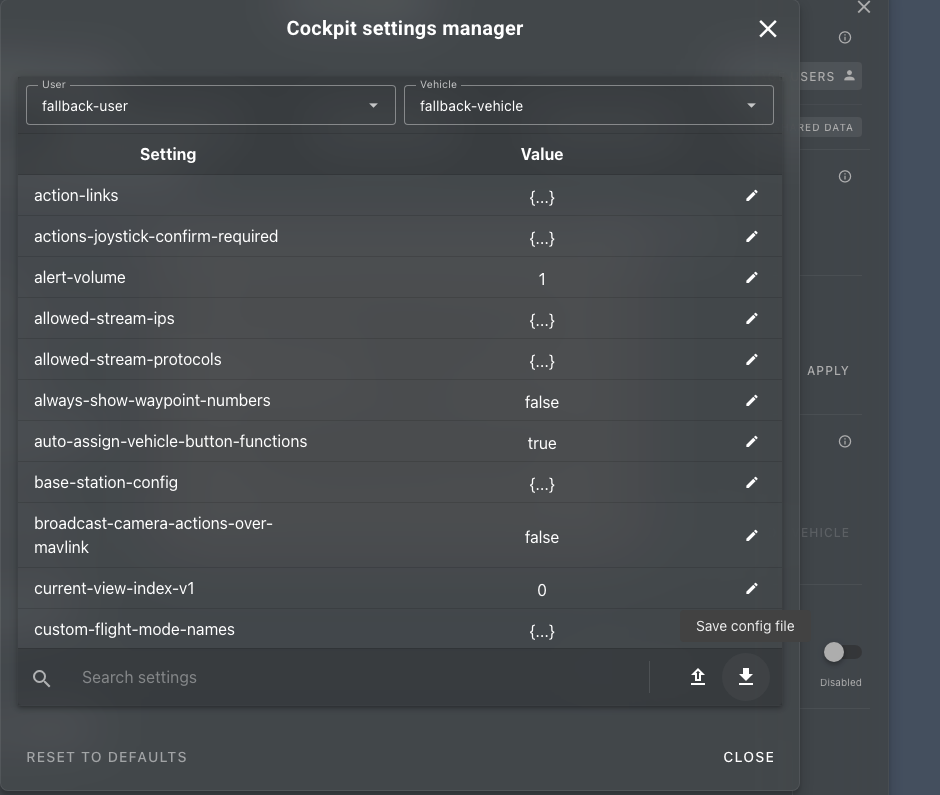 Cockpit settings manager
User
fallback-user
Vehicle
fallback-vehicle
Setting Value
action-links {...}
actions-joystick-confirm-required {...}
alert-volume 1
allowed-stream-ips {...}
allowed-stream-protocols {...}
always-show-waypoint-numbers false
auto-assign-vehicle-button-functions true
base-station-config {...}
broadcast-camera-actions-over-
mavlink false
current-view-index-v1 0
custom-flight-mode-names {...}
Save config file
Search settings
RESET TO DEFAULTS CLOSE
SERS
RED DATA
APPLY
EHICLE
Disabled